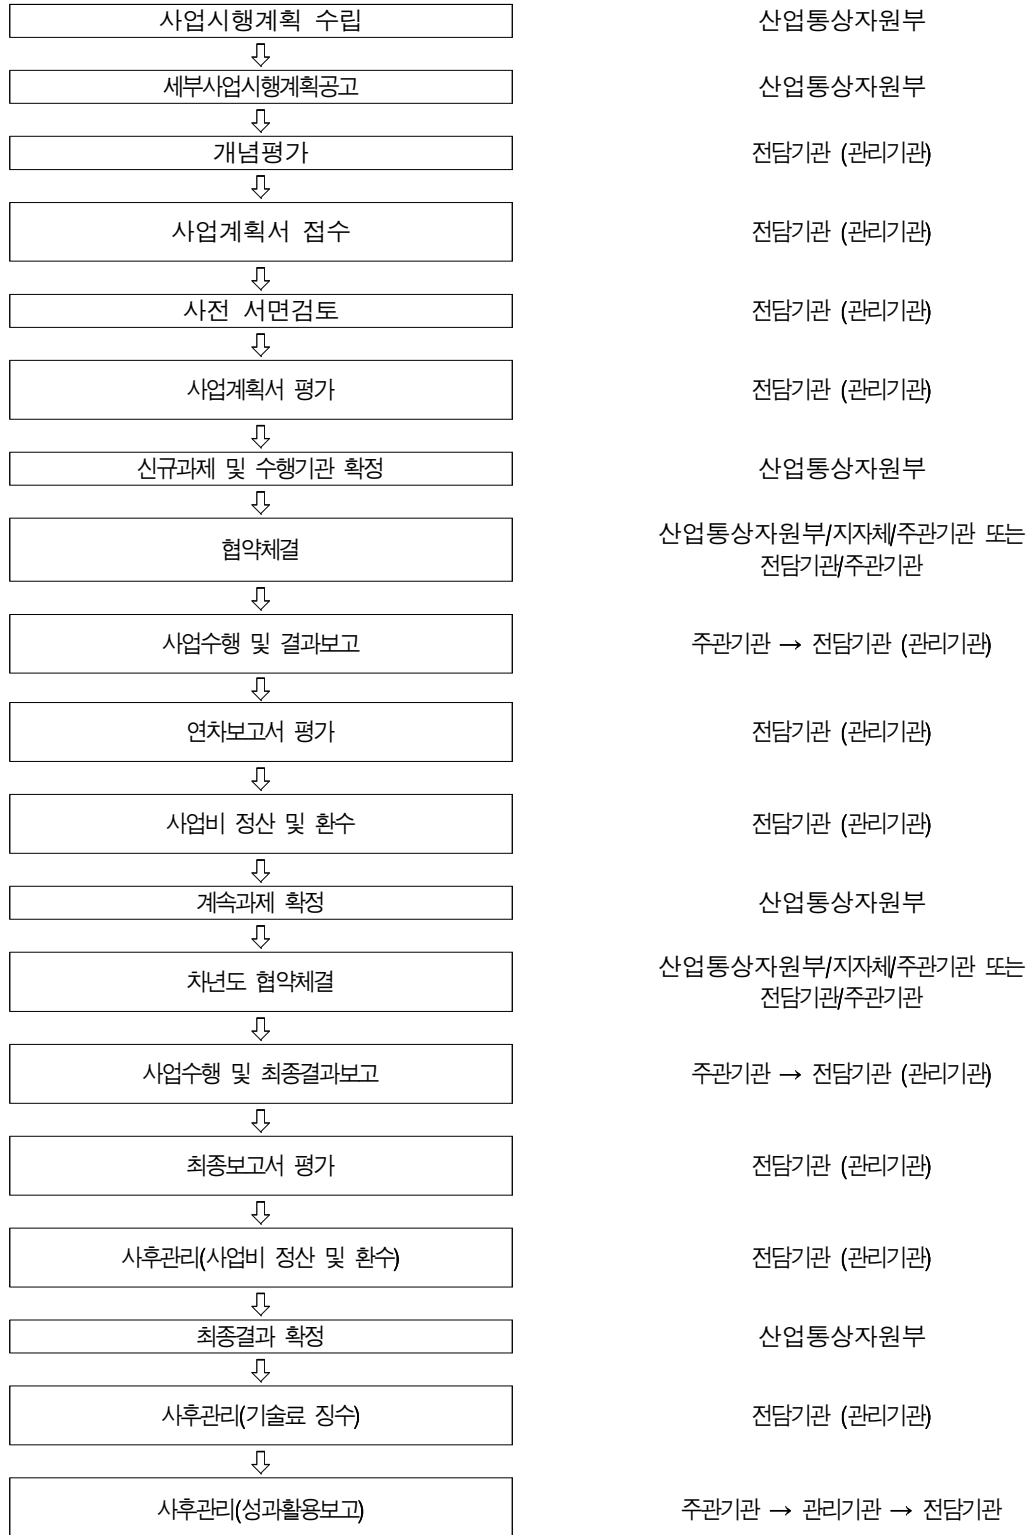 사업시행계획 수립 산업통상자원부
⇩
세부사업시행계획공고 산업통상자원부
⇩
개념평가 전담기관 (관리기관)
⇩
사업계획서 접수 전담기관 (관리기관)
⇩
사전 서면검토 전담기관 (관리기관)
⇩
사업계획서 평가 전담기관 (관리기관)
⇩
신규과제 및 수행기관 확정 산업통상자원부
⇩
협약체결 산업통상자원부/지자체/주관기관 또는
전담기관/주관기관
⇩
사업수행 및 결과보고 주관기관 → 전담기관 (관리기관)
⇩
연차보고서 평가 전담기관 (관리기관)
⇩
사업비 정산 및 환수 전담기관 (관리기관)
⇩
계속과제 확정 산업통상자원부
⇩
차년도 협약체결 산업통상자원부/지자체/주관기관 또는
전담기관/주관기관
⇩
사업수행 및 최종결과보고 주관기관 → 전담기관 (관리기관)
⇩
최종보고서 평가 전담기관 (관리기관)
⇩
사후관리(사업비 정산 및 환수) 전담기관 (관리기관)
⇩
최종결과 확정 산업통상자원부
⇩
사후관리(기술료 징수) 전담기관 (관리기관)
⇩
사후관리(성과활용보고) 주관기관 → 관리기관 → 전담기관